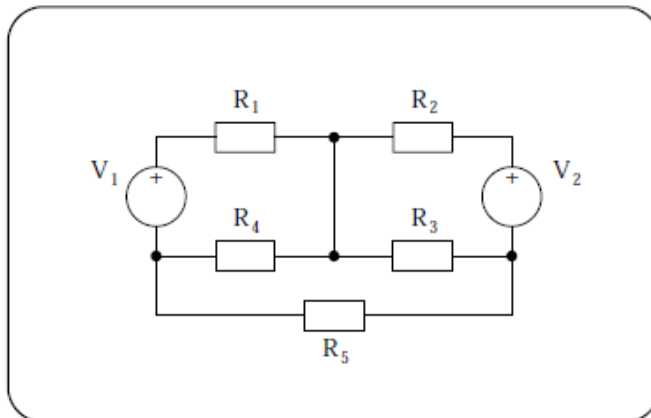 R₁ R₂
V₁ + + V₂
R₄ R₃
R₅